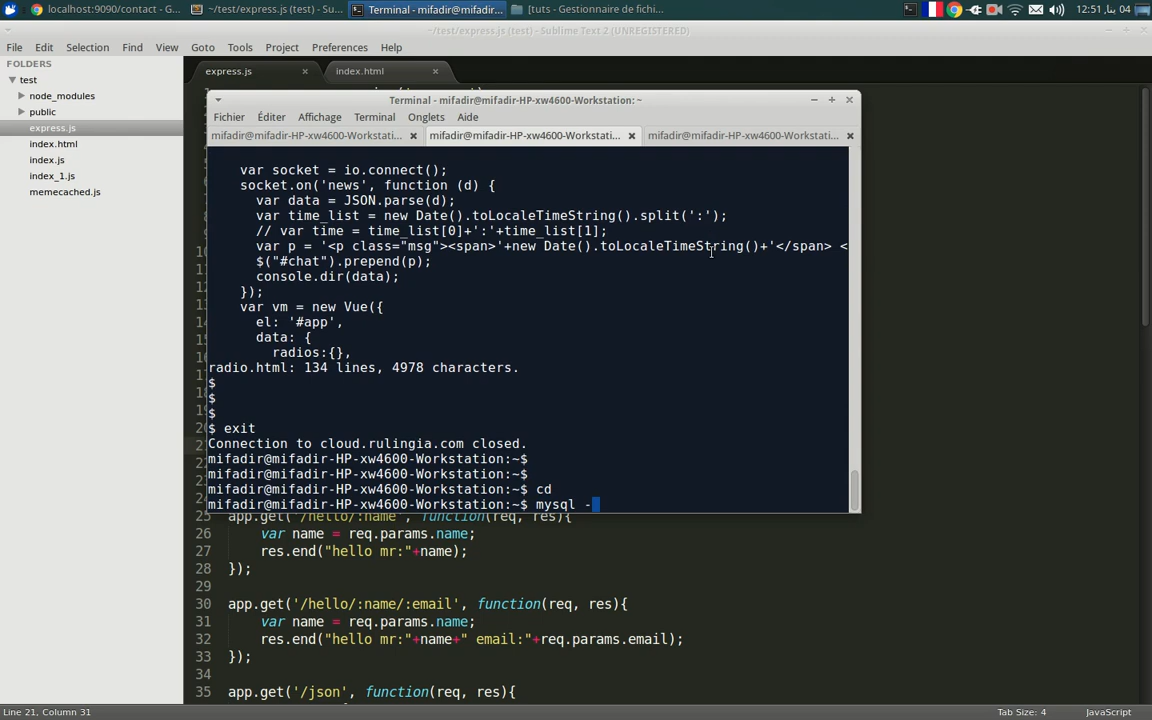 localhost:9090/contact - G...
~/test/express.js (test) - Su...
Terminal - mifadir@mifadir...
[tuts - Gestionnaire de fichi...
04 يناي, 12:51
~/test/express.js (test) - Sublime Text 2 (UNREGISTERED)
File Edit Selection Find View Goto Tools Project Preferences Help
FOLDERS
test
node_modules
public
express.js
index.html
index.js
index_1.js
memecached.js
express.js
index.html
Terminal - mifadir@mifadir-HP-xw4600-Workstation: ~
Fichier Éditer Affichage Terminal Onglets Aide
mifadir@mifadir-HP-xw4600-Workstati...
mifadir@mifadir-HP-xw4600-Workstati...
mifadir@mifadir-HP-xw4600-Workstati...
var socket = io.connect();
socket.on('news', function (d) {
var data = JSON.parse(d);
var time_list = new Date().toLocaleTimeString().split(':');
// var time = time_list[0]+':'+time_list[1];
var p = '<p class="msg"><span>'+new Date().toLocaleTimeString()+'</span> <
$("#chat").prepend(p);
console.dir(data);
});
var vm = new Vue({
el: '#app',
data: {
radios:{},
radio.html: 134 lines, 4978 characters.
$
$
$
$ exit
Connection to cloud.rulingia.com closed.
mifadir@mifadir-HP-xw4600-Workstation:~$
mifadir@mifadir-HP-xw4600-Workstation:~$
mifadir@mifadir-HP-xw4600-Workstation:~$ cd
mifadir@mifadir-HP-xw4600-Workstation:~$ mysql -
25 app.get('/hello/:name', function(req, res){
26 var name = req.params.name;
27 res.end("hello mr:"+name);
28 });
29
30 app.get('/hello/:name/:email', function(req, res){
31 var name = req.params.name;
32 res.end("hello mr:"+name+" email:"+req.params.email);
33 });
34
35 app.get('/json', function(req, res){
Line 21, Column 31
Tab Size: 4
JavaScript